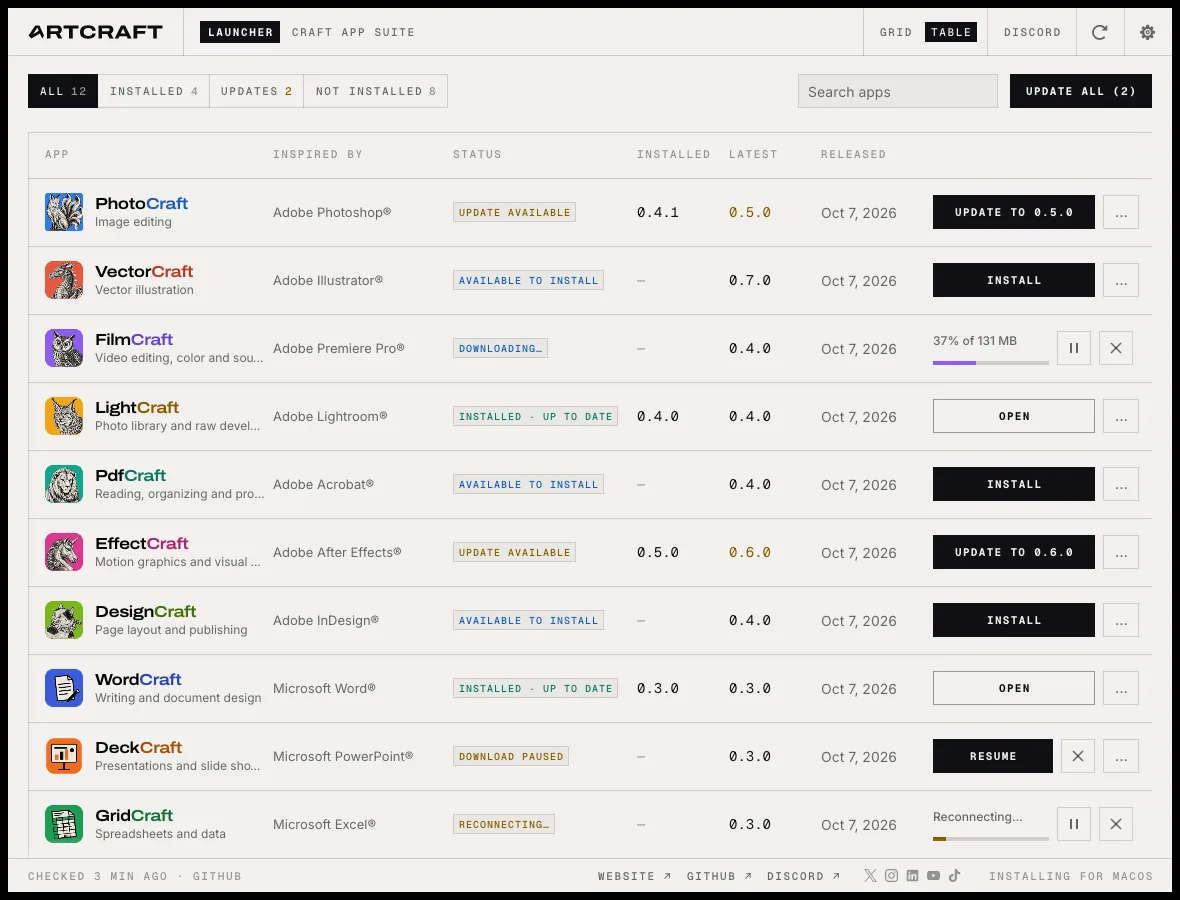 ARTCRAFT LAUNCHER CRAFT APP SUITE GRID TABLE DISCORD
ALL 12 INSTALLED 4 UPDATES 2 NOT INSTALLED 8 Search apps UPDATE ALL (2)
APP INSPIRED BY STATUS INSTALLED LATEST RELEASED
PhotoCraft
Image editing
Adobe Photoshop® UPDATE AVAILABLE 0.4.1 0.5.0 Oct 7, 2026 UPDATE TO 0.5.0 ...
VectorCraft
Vector illustration
Adobe Illustrator® AVAILABLE TO INSTALL — 0.7.0 Oct 7, 2026 INSTALL ...
FilmCraft
Video editing, color and sou...
Adobe Premiere Pro® DOWNLOADING… — 0.4.0 Oct 7, 2026 37% of 131 MB
LightCraft
Photo library and raw devel...
Adobe Lightroom® INSTALLED · UP TO DATE 0.4.0 0.4.0 Oct 7, 2026 OPEN ...
PdfCraft
Reading, organizing and pro...
Adobe Acrobat® AVAILABLE TO INSTALL — 0.4.0 Oct 7, 2026 INSTALL ...
EffectCraft
Motion graphics and visual ...
Adobe After Effects® UPDATE AVAILABLE 0.5.0 0.6.0 Oct 7, 2026 UPDATE TO 0.6.0 ...
DesignCraft
Page layout and publishing
Adobe InDesign® AVAILABLE TO INSTALL — 0.4.0 Oct 7, 2026 INSTALL ...
WordCraft
Writing and document design
Microsoft Word® INSTALLED · UP TO DATE 0.3.0 0.3.0 Oct 7, 2026 OPEN ...
DeckCraft
Presentations and slide sho...
Microsoft PowerPoint® DOWNLOAD PAUSED — 0.3.0 Oct 7, 2026 RESUME ...
GridCraft
Spreadsheets and data
Microsoft Excel® RECONNECTING… — 0.3.0 Oct 7, 2026 Reconnecting...
CHECKED 3 MIN AGO · GITHUB WEBSITE ↗ GITHUB ↗ DISCORD ↗ INSTALLING FOR MACOS